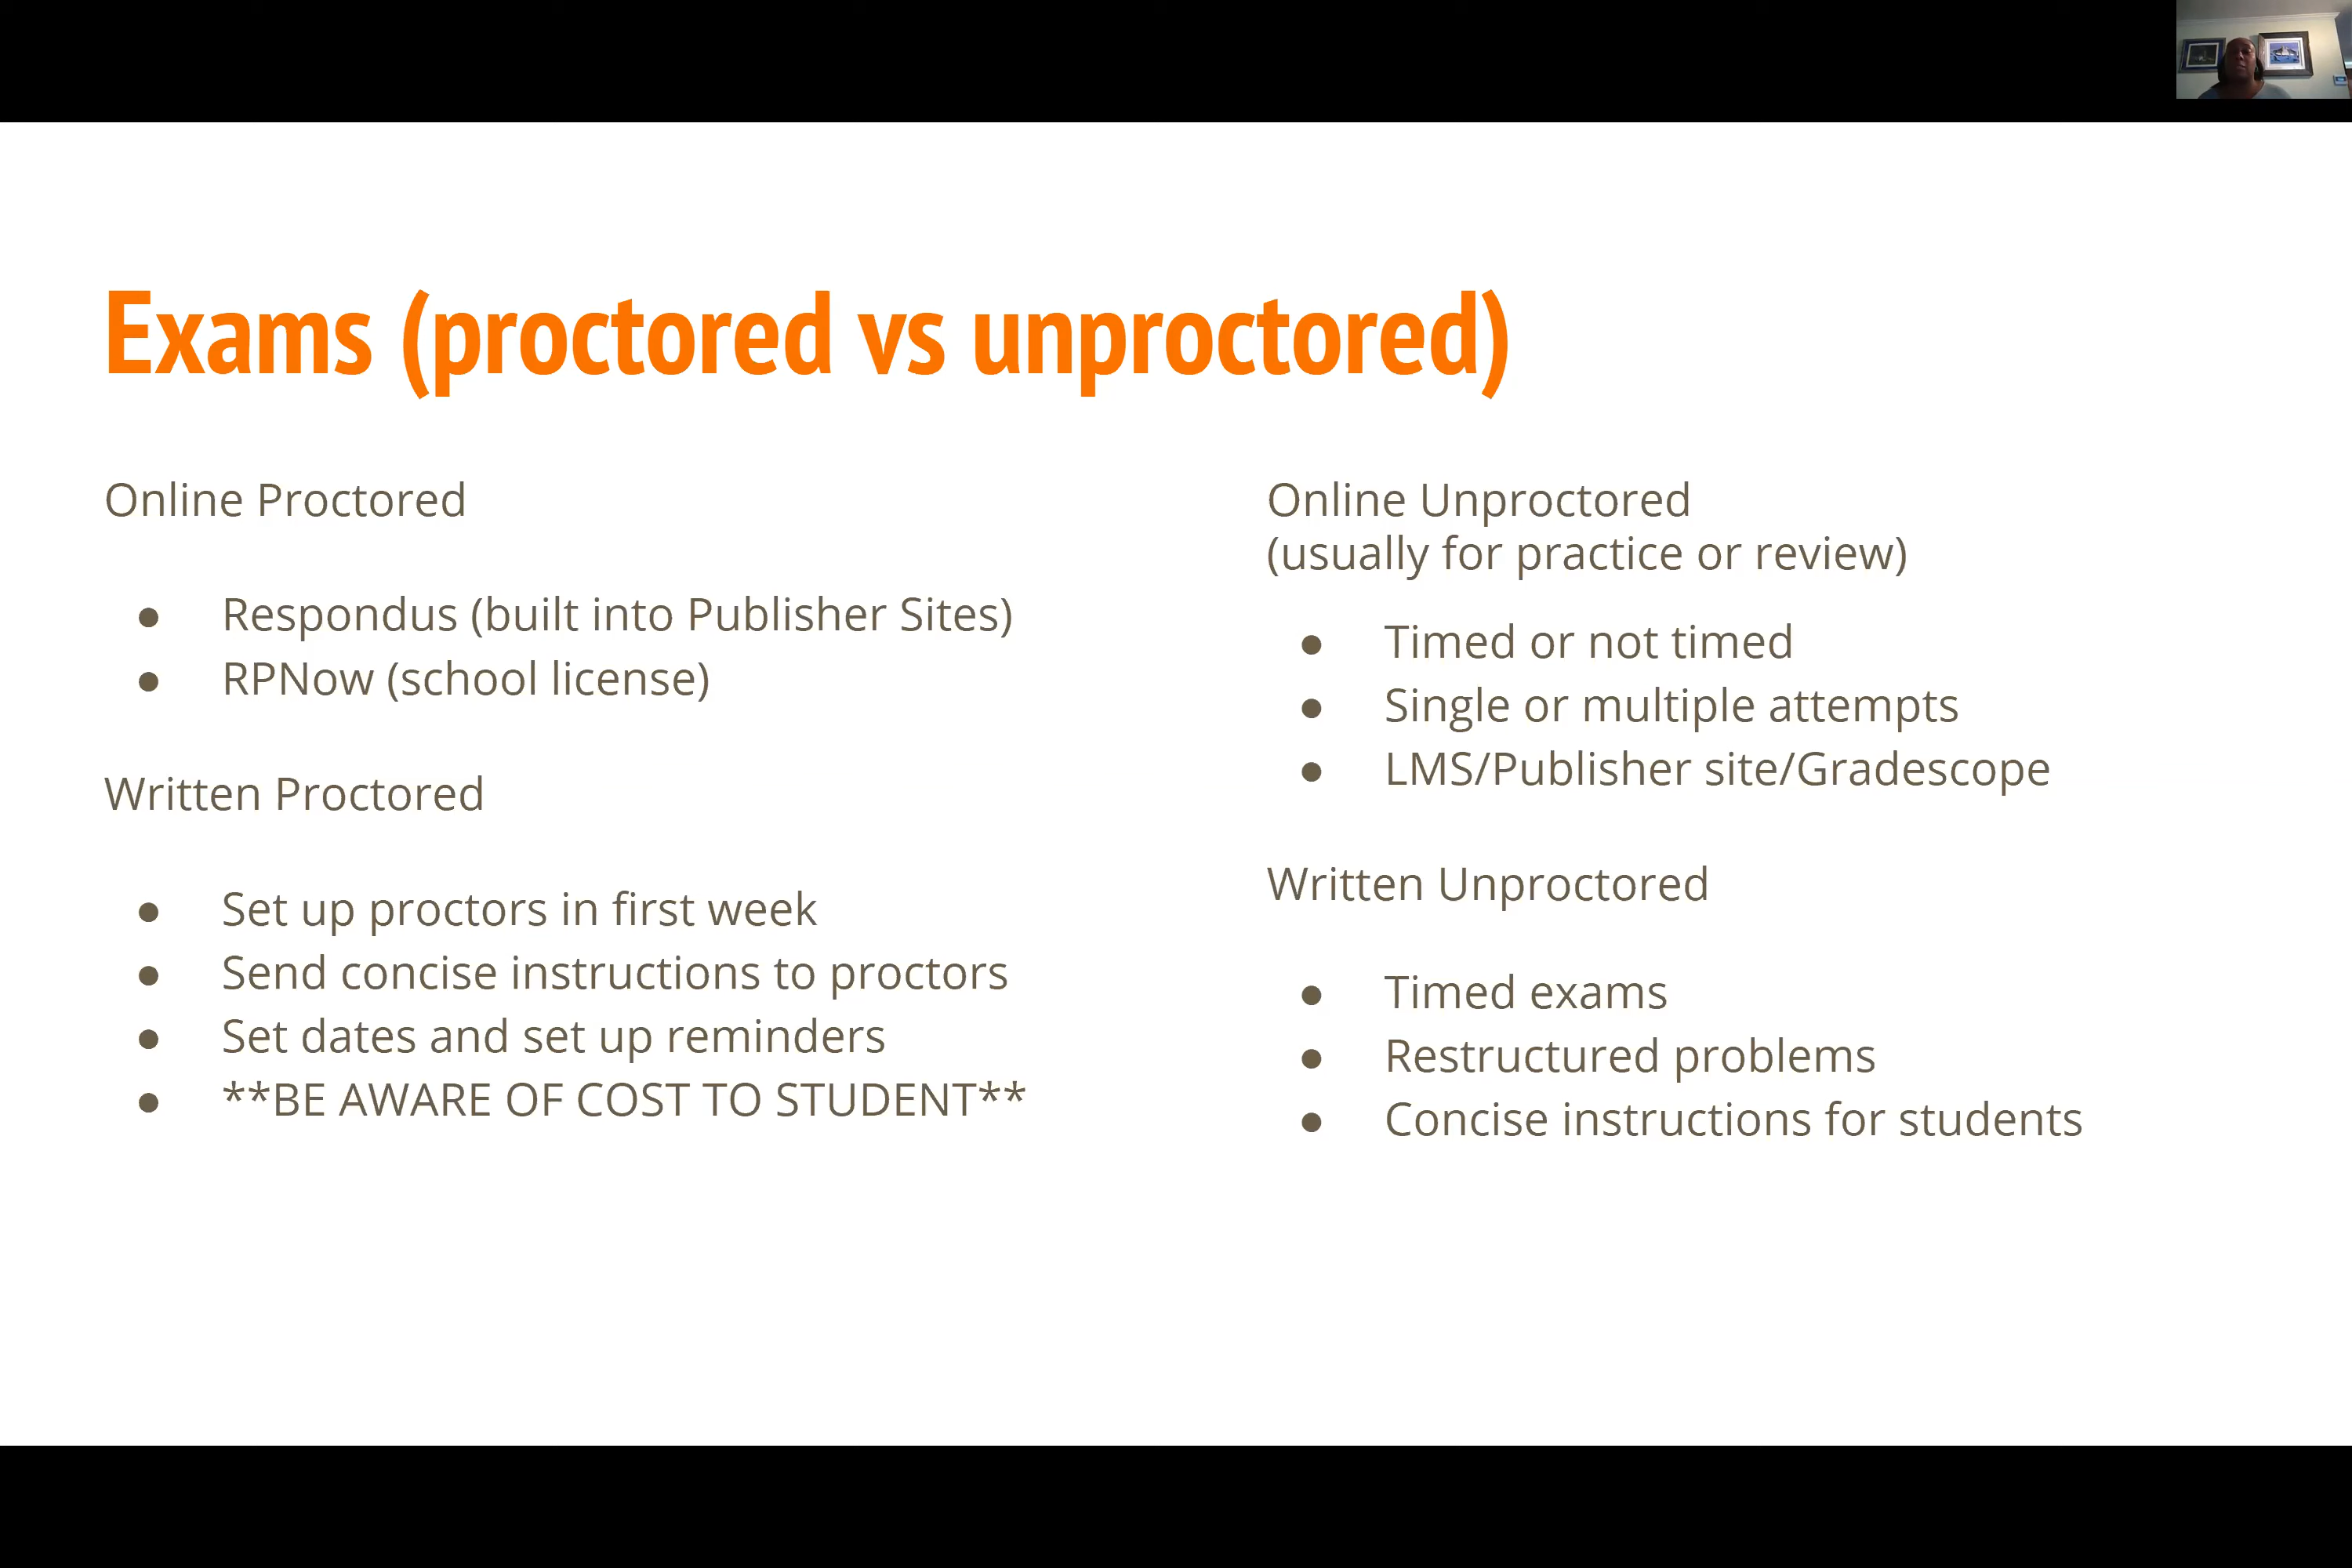 Exams (proctored vs unproctored)
Online Proctored
● Respondus (built into Publisher Sites)
● RPNow (school license)
Written Proctored
● Set up proctors in first week
● Send concise instructions to proctors
● Set dates and set up reminders
● **BE AWARE OF COST TO STUDENT**
Online Unproctored
(usually for practice or review)
● Timed or not timed
● Single or multiple attempts
● LMS/Publisher site/Gradescope
Written Unproctored
● Timed exams
● Restructured problems
● Concise instructions for students